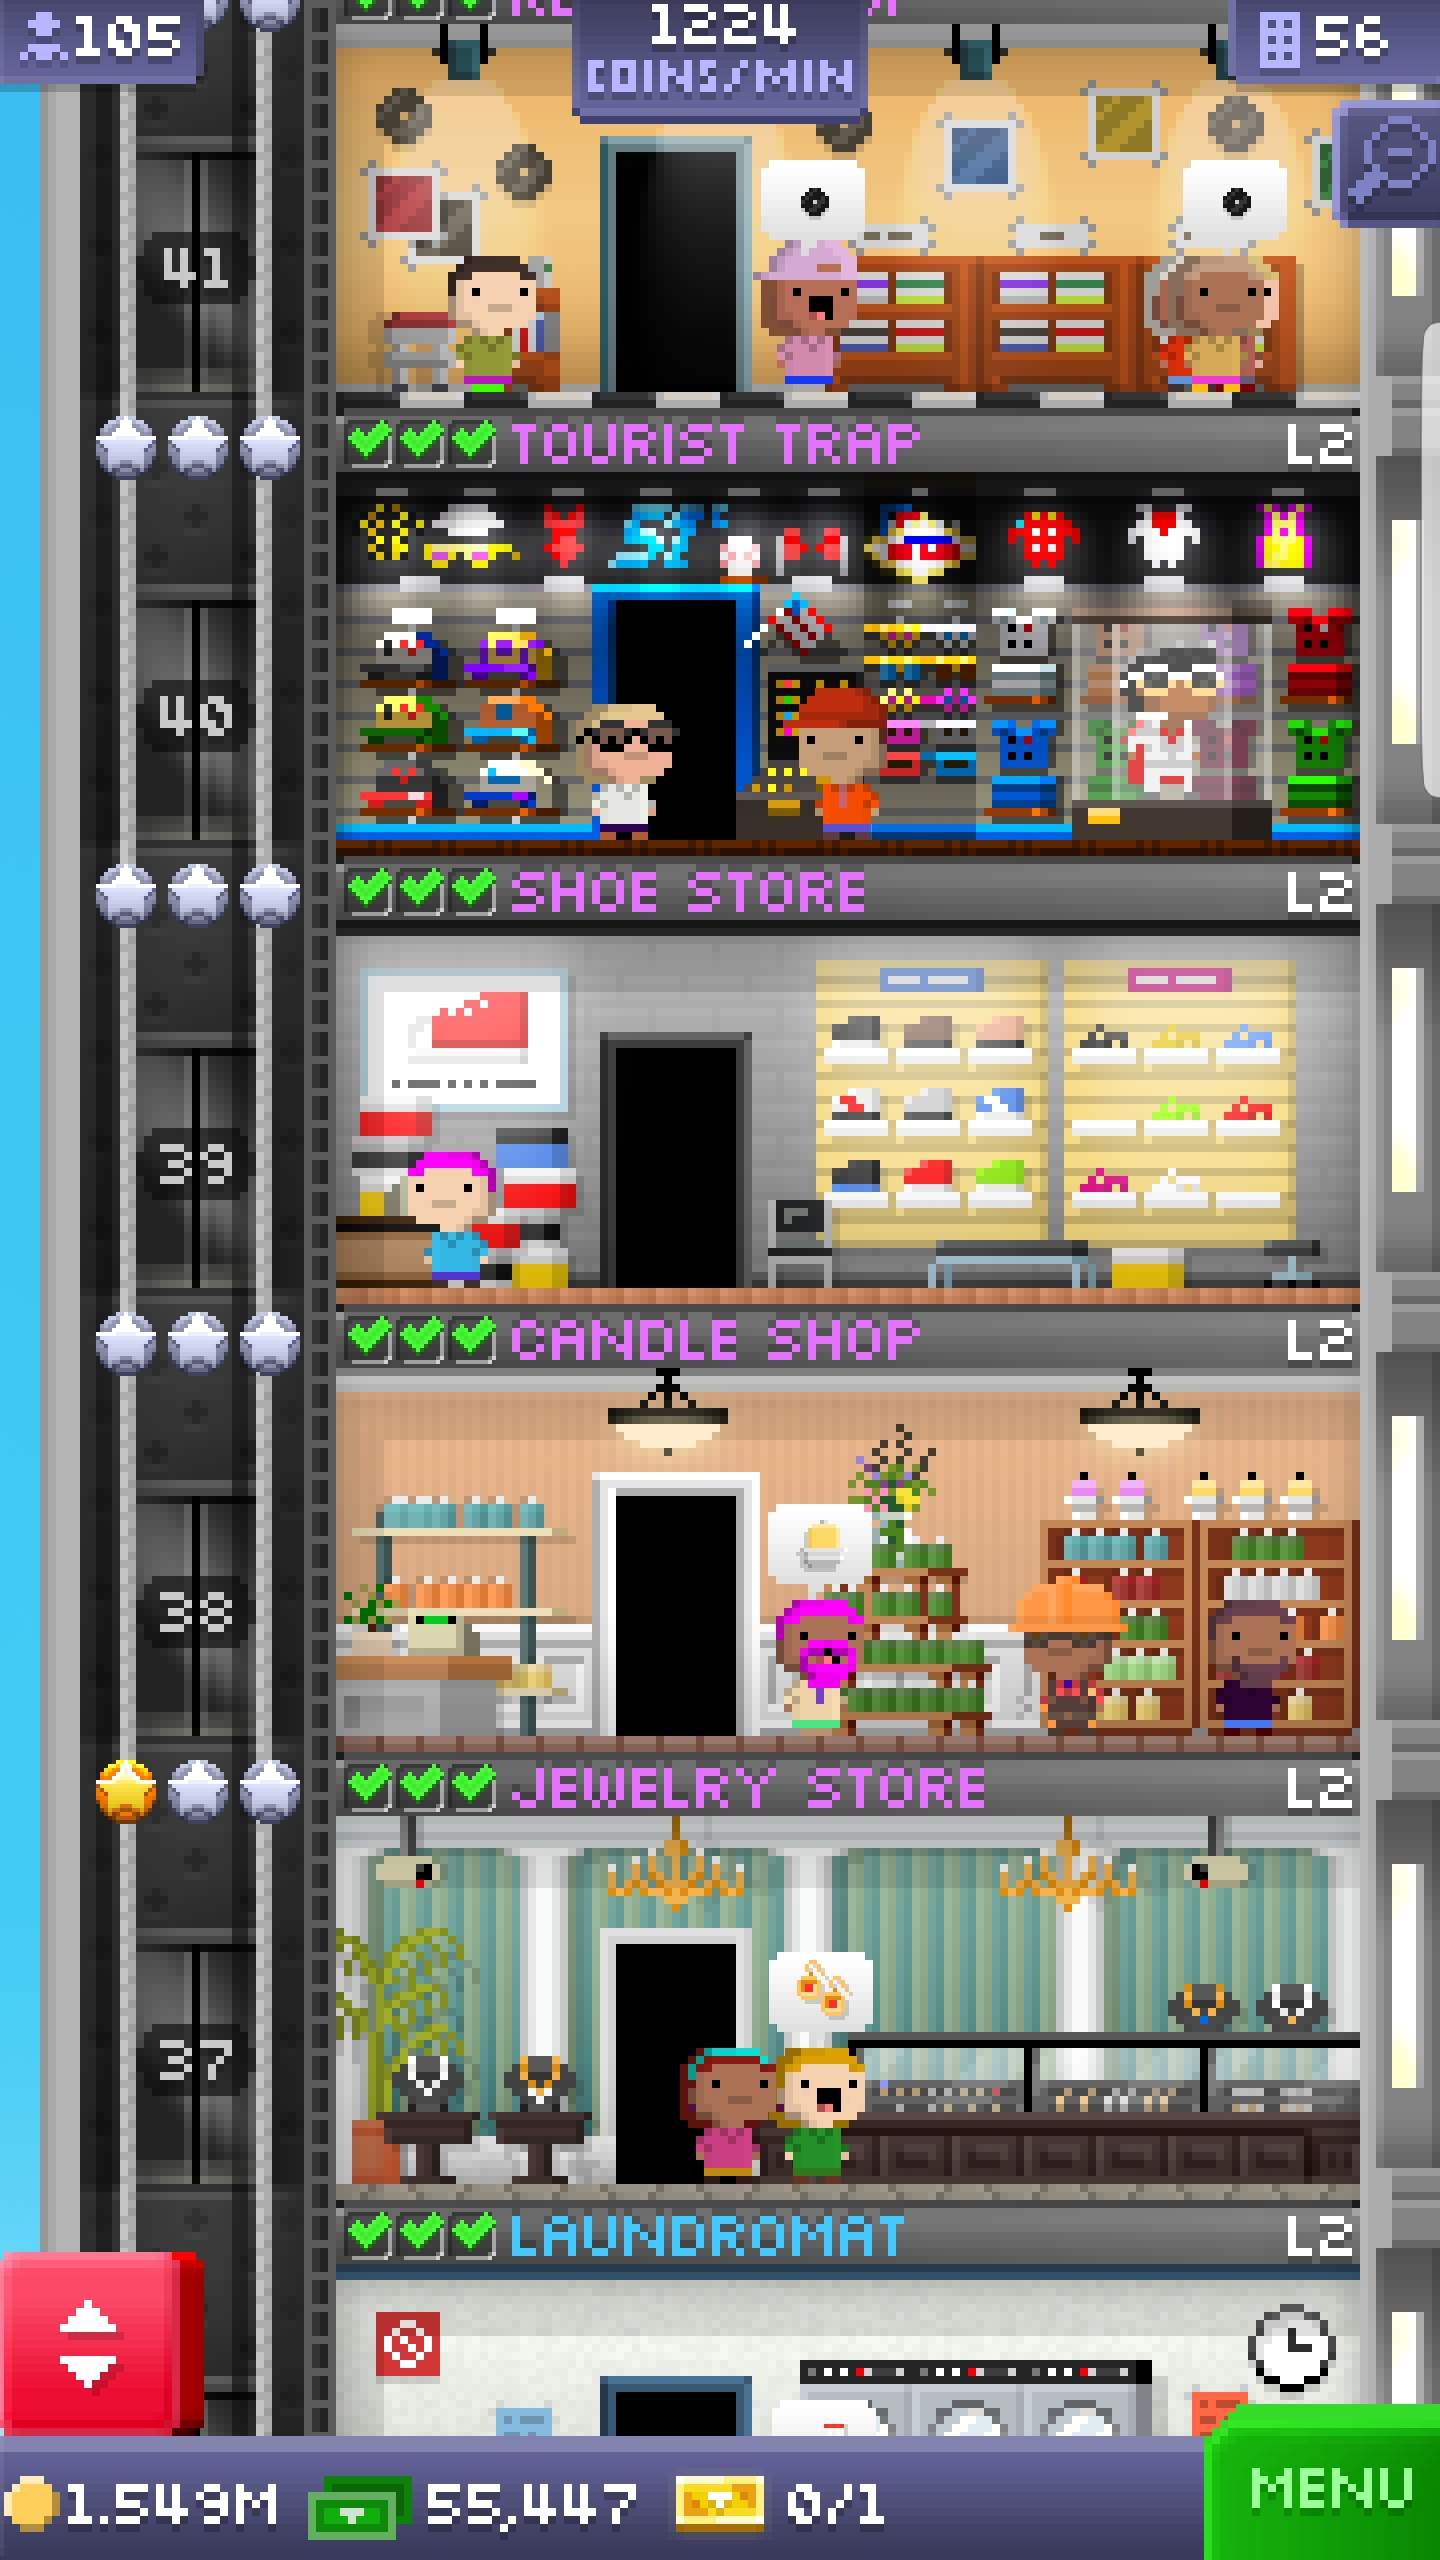 105
1224
COINS/MIN
56
41
TOURIST TRAP L2
40
SHOE STORE L2
39
CANDLE SHOP L2
38
JEWELRY STORE L2
37
LAUNDROMAT L2
1.549M 55,447 0/1
MENU